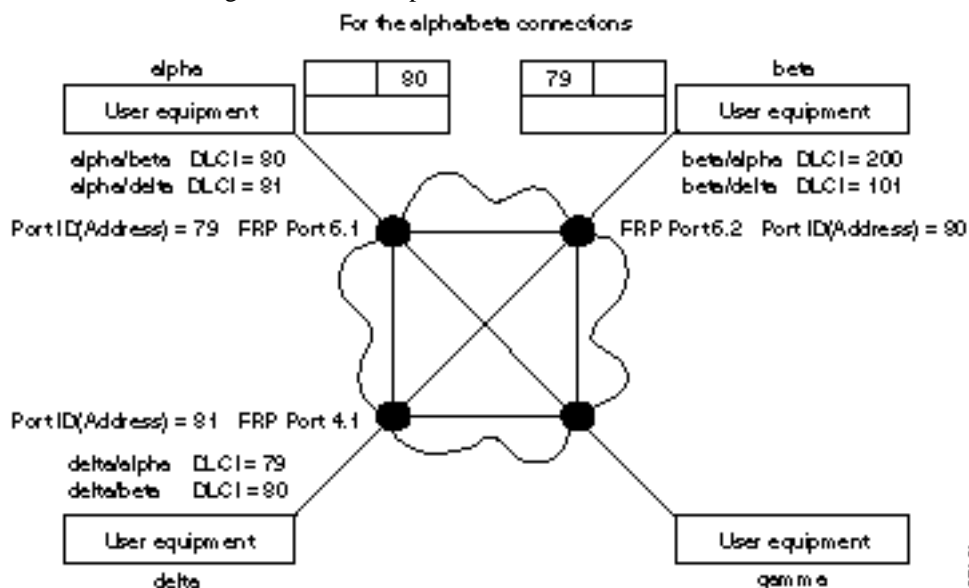 For the alpha/beta connections
alpha
80
79
beta
User equipment
User equipment
alpha/beta DLCI = 80
alpha/delta DLCI = 81
beta/alpha DLCI = 200
beta/delta DLCI = 101
Port ID(Address) = 79 FRP Port 6.1
FRP Port 6.2 Port ID(Address) = 80
Port ID(Address) = 81 FRP Port 4.1
delta/alpha DLCI = 79
delta/beta DLCI = 80
User equipment
User equipment
delta
gamma